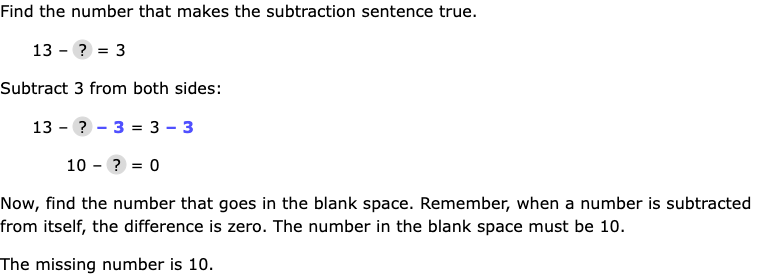 Find the number that makes the subtraction sentence true.
13 – ? = 3
Subtract 3 from both sides:
13 – ? – 3 = 3 – 3
10 – ? = 0
Now, find the number that goes in the blank space. Remember, when a number is subtracted
from itself, the difference is zero. The number in the blank space must be 10.
The missing number is 10.